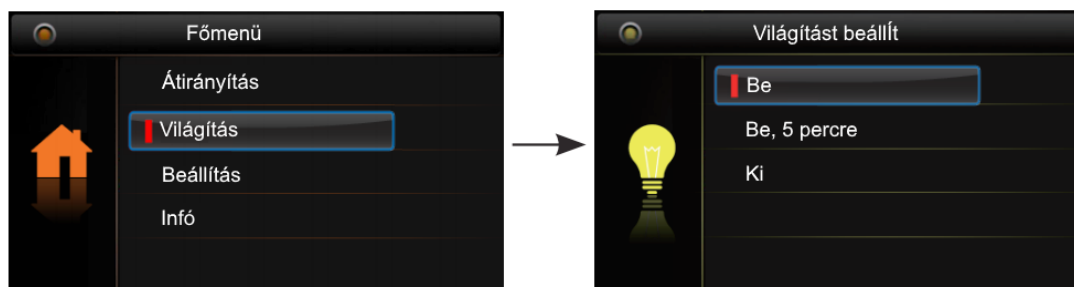 Főmenü
Átirányítás
Világítás
Beállítás
Infó
Világítást beállÍt
Be
Be, 5 percre
Ki